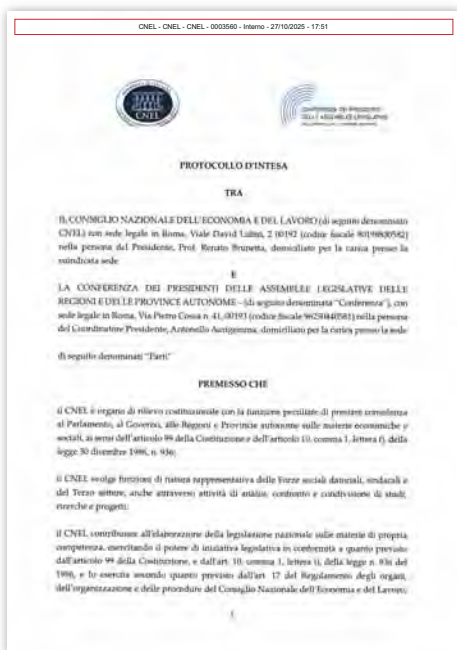 CNEL - CNEL - CNEL - 0003560 - Interno - 27/10/2025 - 17:51
CNEL
CONFERENZA DEI PRESIDENTI
DELLE ASSEMBLEE LEGISLATIVE
PROTOCOLLO D'INTESA
TRA
IL CONSIGLIO NAZIONALE DELL'ECONOMIA E DEL LAVORO (di seguito denominato
CNEL) con sede legale in Roma, Viale David Lubin, 2 00192 (codice fiscale
nella persona del Presidente, Prof. Renato Brunetta, domiciliato per la carica presso la
suindicata sede
E
LA CONFERENZA DEI PRESIDENTI DELLE ASSEMBLEE LEGISLATIVE DELLE
REGIONI E DELLE PROVINCE AUTONOME – (di seguito denominata "Conferenza"), con
sede legale in Roma, Via Pietro Cossa n. 41, 00193 (codice fiscale nella persona
del Coordinatore Presidente, Antonello Aurigemma, domiciliato per la carica presso la sede
di seguito denominati "Parti"
PREMESSO CHE
il CNEL è organo di rilievo costituzionale con la funzione peculiare di prestare consulenza
al Parlamento, al Governo, alle Regioni e Province autonome sulle materie economiche e
sociali, ai sensi dell'articolo 99 della Costituzione e dell'articolo 10, comma 1, lettera f), della
legge 30 dicembre 1986, n. 936;
il CNEL svolge funzioni di natura rappresentativa delle Forze sociali datoriali, sindacali e
del Terzo settore, anche attraverso attività di analisi, confronto e condivisione di studi,
ricerche e progetti;
il CNEL contribuisce all'elaborazione della legislazione nazionale sulle materie di propria
competenza, esercitando il potere di iniziativa legislativa in conformità a quanto previsto
dall'articolo 99 della Costituzione, e dall'art. 10, comma 1, lettera i), della legge n. 936 del
1986, e lo esercita secondo quanto previsto dall'art. 17 del Regolamento degli organi,
dell'organizzazione e delle procedure del Consiglio Nazionale dell'Economia e del Lavoro;
1